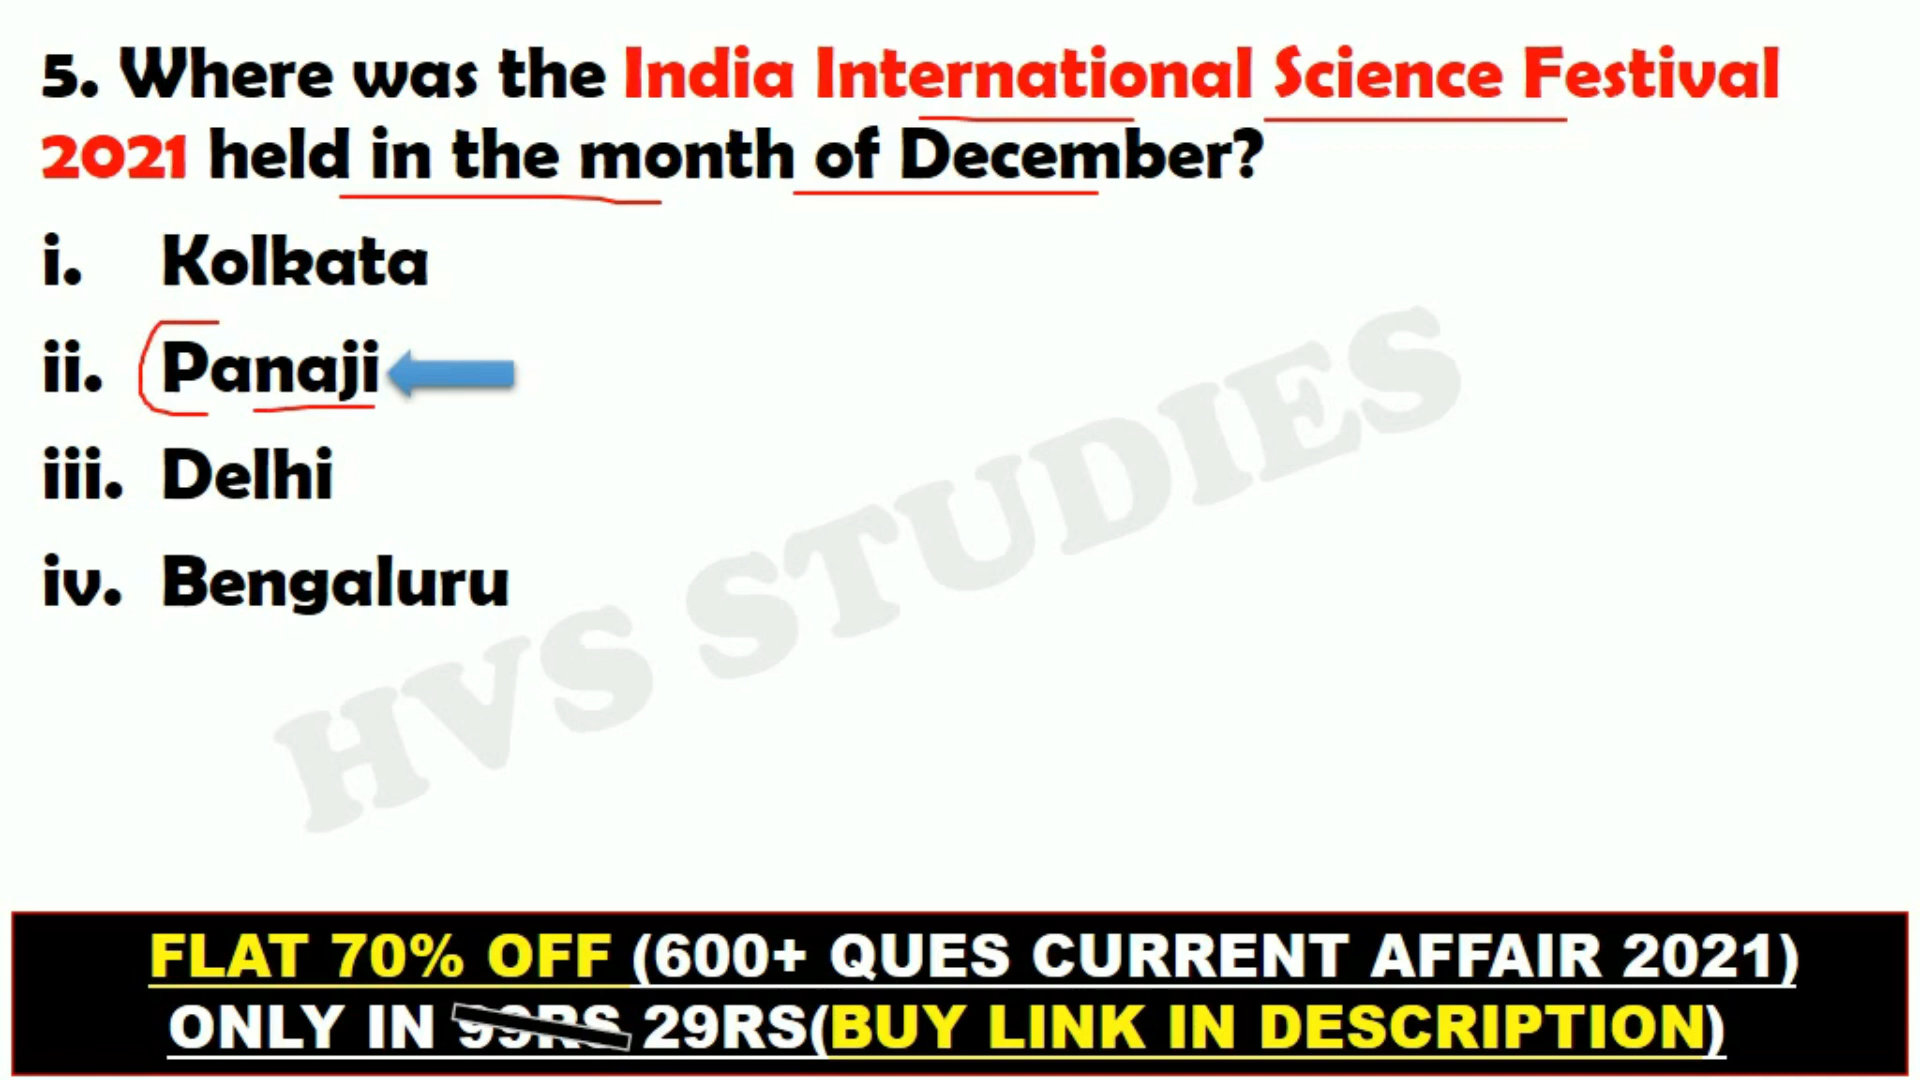 5. Where was the India International Science Festival
2021 held in the month of December?
i. Kolkata
ii. Panaji
iii. Delhi
iv. Bengaluru
HVS STUDIES
FLAT 70% OFF (600+ QUES CURRENT AFFAIR 2021)
ONLY IN 99RS 29RS(BUY LINK IN DESCRIPTION)